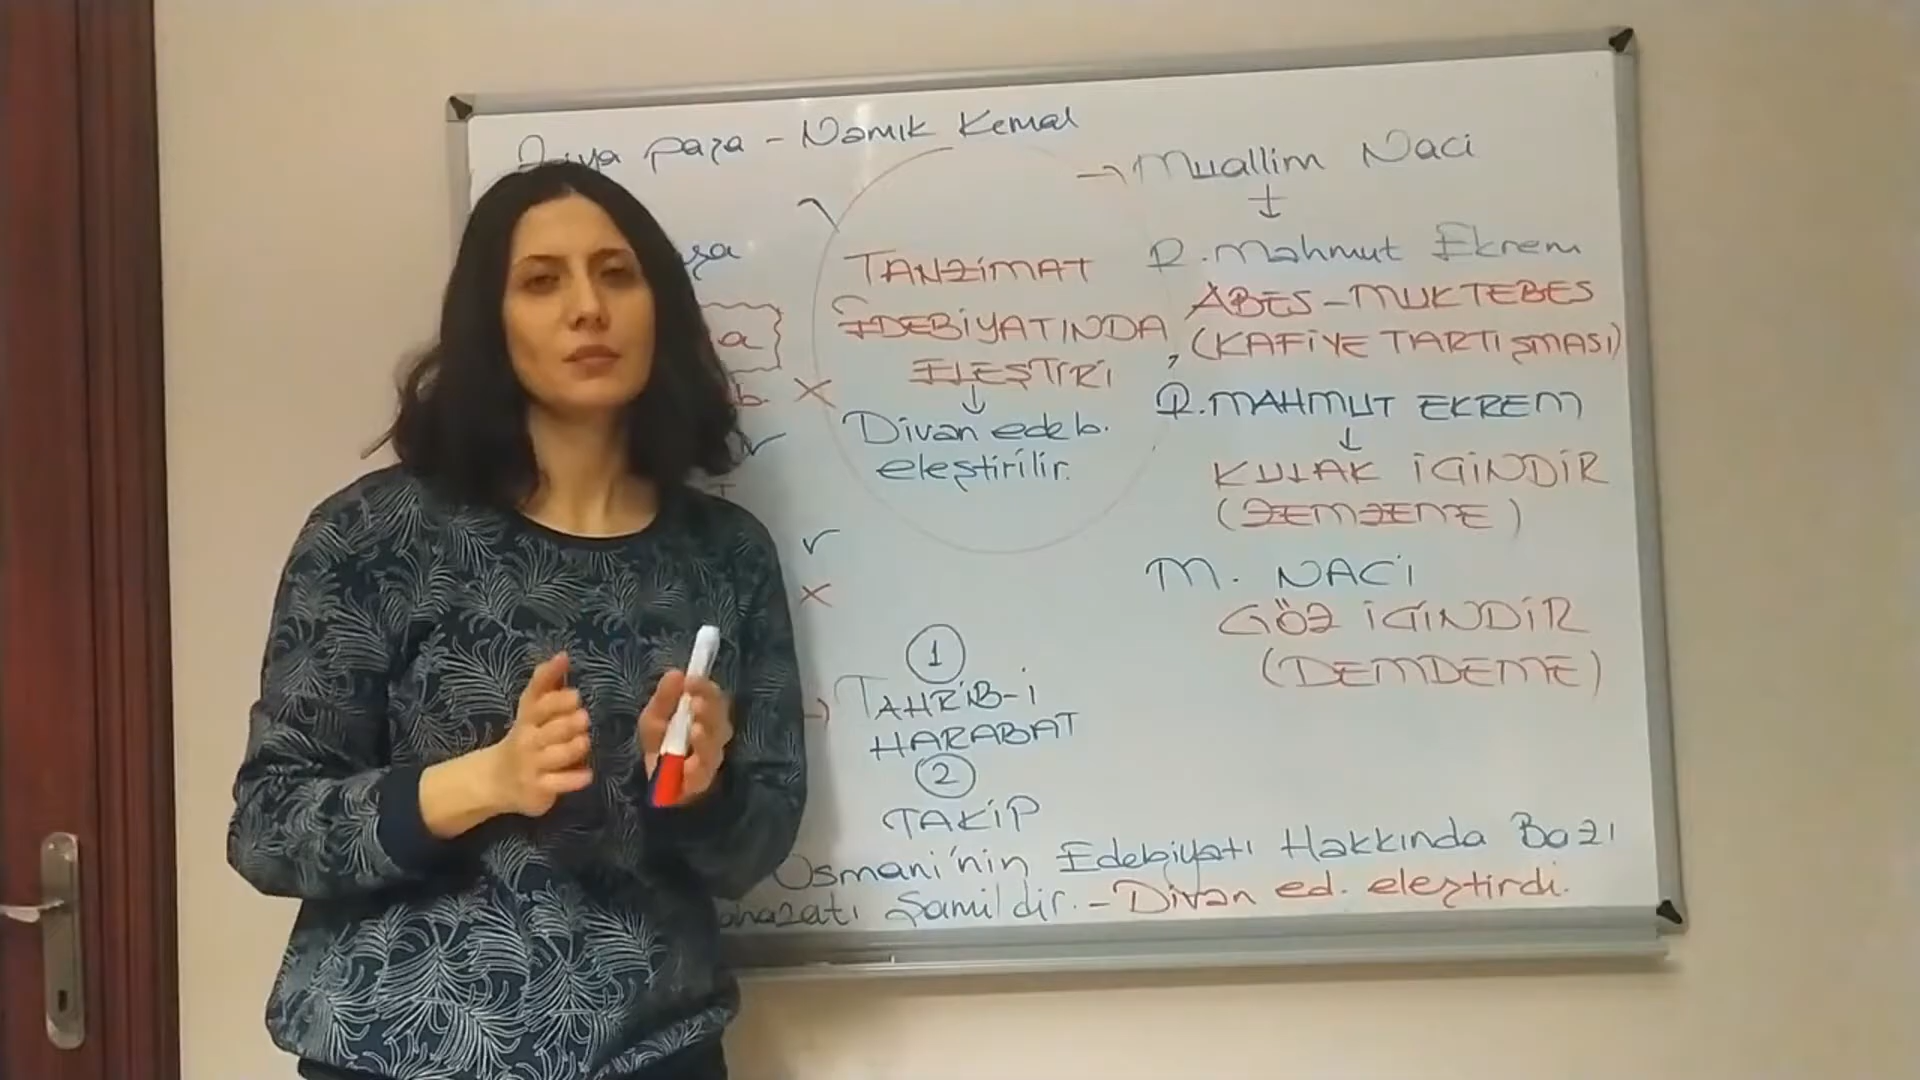 Ziya paşa - Namık Kemal
TANZİMAT
EDEBİYATINDA
ELEŞTİRİ
Divan edeb.
eleştirilir.
1
TAHRİB-İ
HARABAT
2
TAKİP
Osmani'nin Edebiyatı Hakkında Bazı
Şamildir. - Divan ed. eleştirdi.
Muallim Naci
R. Mahmut Ekrem
ABES - MUKTEBES
(KAFİYE TARTIŞMASI)
R. MAHMUT EKREM
KULAK İÇİNDİR
(ZEMZEME)
M. NACİ
GÖZ İÇİNDİR
(DEMDEME)